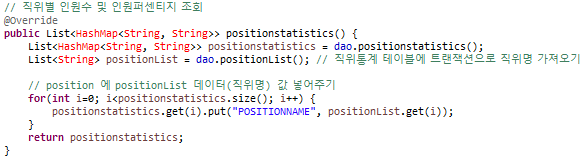 // 직위별 인원수 및 인원퍼센티지 조회
@Override
public List<HashMap<String, String>> positionstatistics() {
List<HashMap<String, String>> positionstatistics = dao.positionstatistics();
List<String> positionList = dao.positionList(); // 직위통계 테이블에 트랜잭션으로 직위명 가져오기
// position 에 positionList 데이터(직위명) 값 넣어주기
for(int i=0; i<positionstatistics.size(); i++) {
positionstatistics.get(i).put("POSITIONNAME", positionList.get(i));
}
return positionstatistics;
}